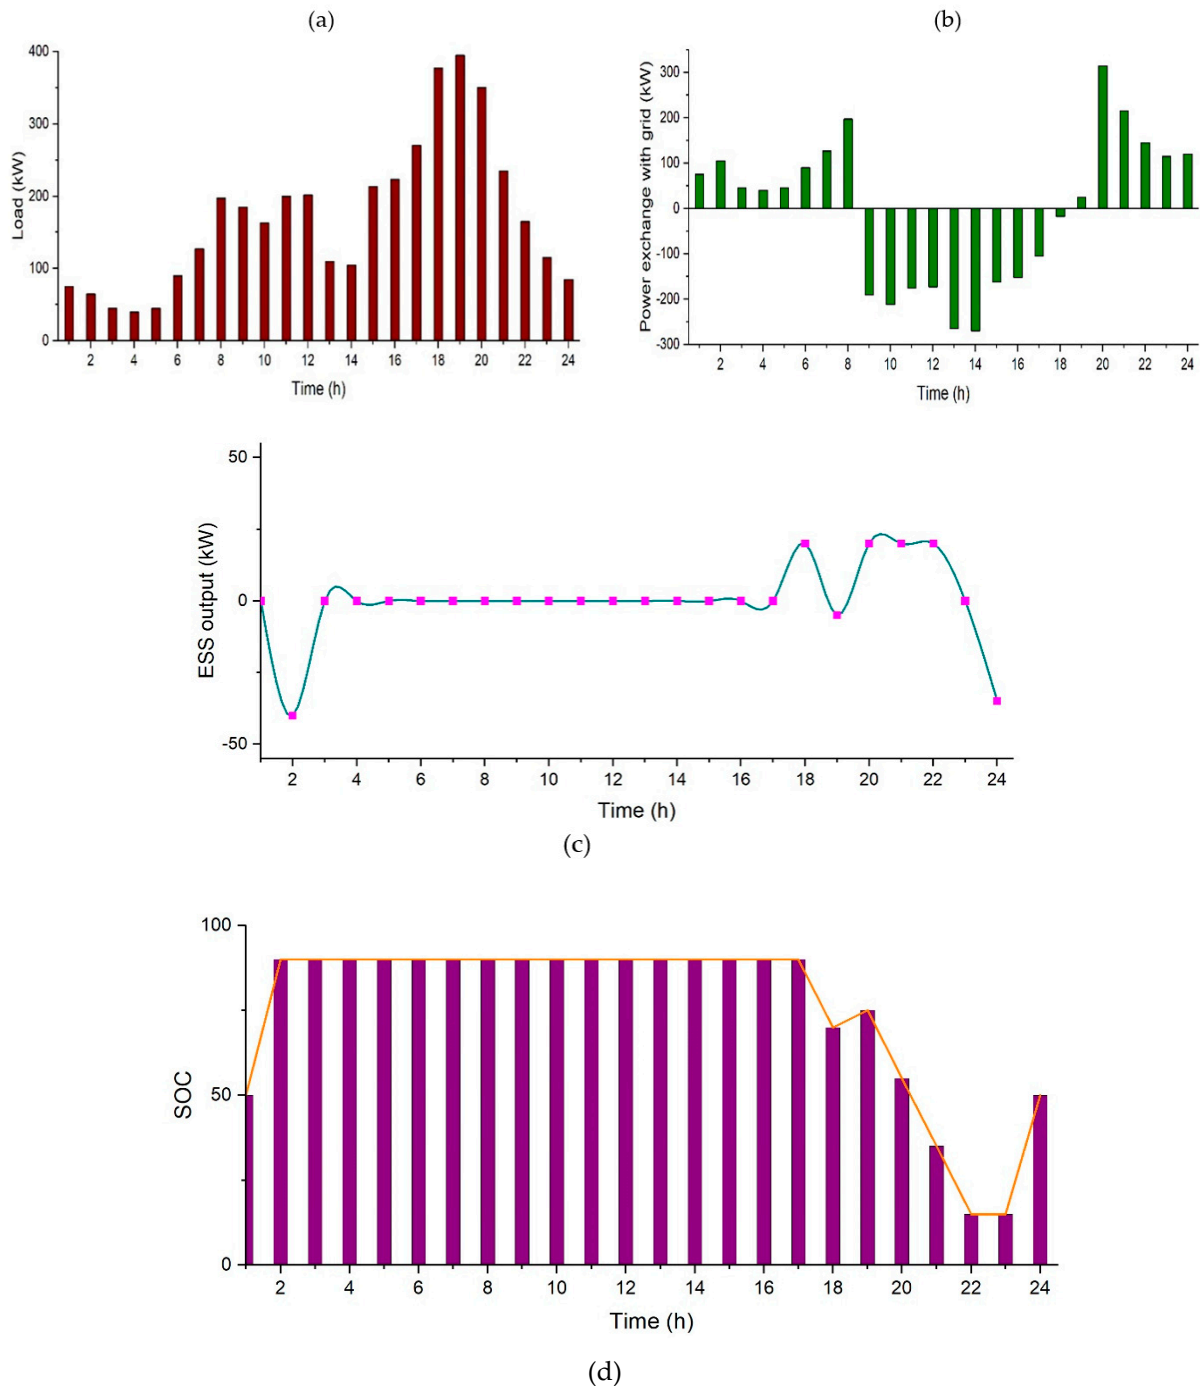 (a)
(b)
400
300
200
100
0
Load (kW)
2 4 6 8 10 12 14 16 18 20 22 24
Time (h)
300
200
100
0
-100
-200
-300
Power exchange with grid (kW)
2 4 6 8 10 12 14 16 18 20 22 24
Time (h)
50
0
-50
ESS output (kW)
2 4 6 8 10 12 14 16 18 20 22 24
Time (h)
(c)
100
50
0
SOC
2 4 6 8 10 12 14 16 18 20 22 24
Time (h)
(d)